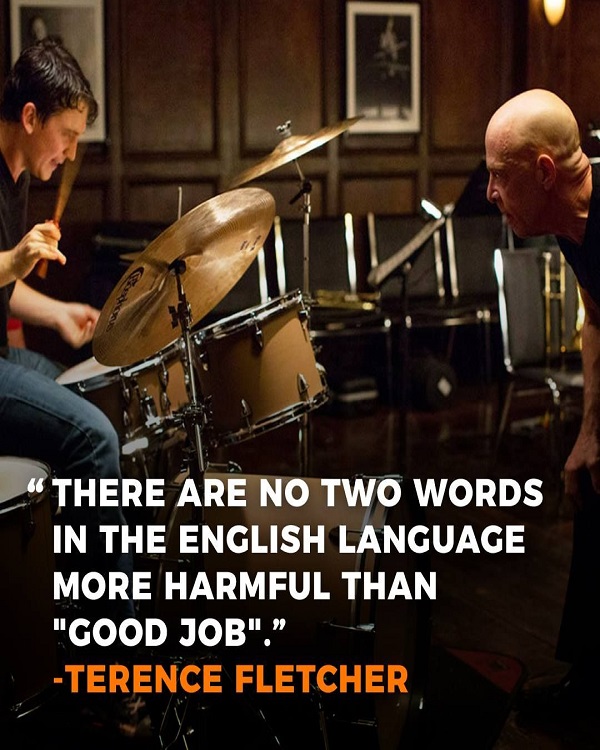 “THERE ARE NO TWO WORDS
IN THE ENGLISH LANGUAGE
MORE HARMFUL THAN
"GOOD JOB".”
-TERENCE FLETCHER